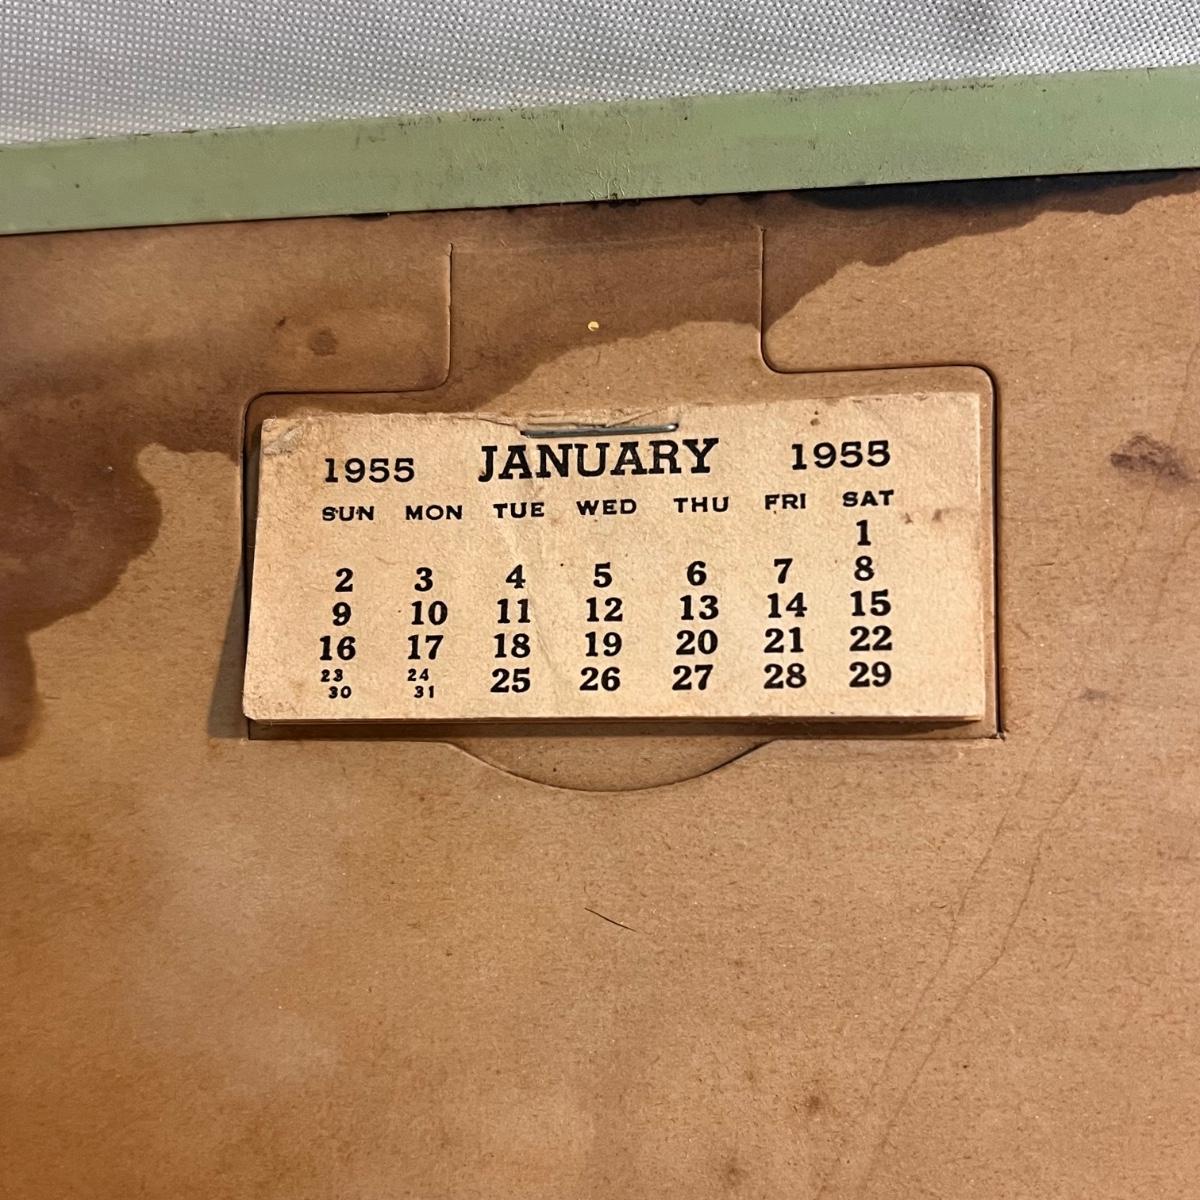 1955 JANUARY 1955
SUN MON TUE WED THU FRI SAT
1
2 3 4 5 6 7 8
9 10 11 12 13 14 15
16 17 18 19 20 21 22
23 24 25 26 27 28 29
30 31